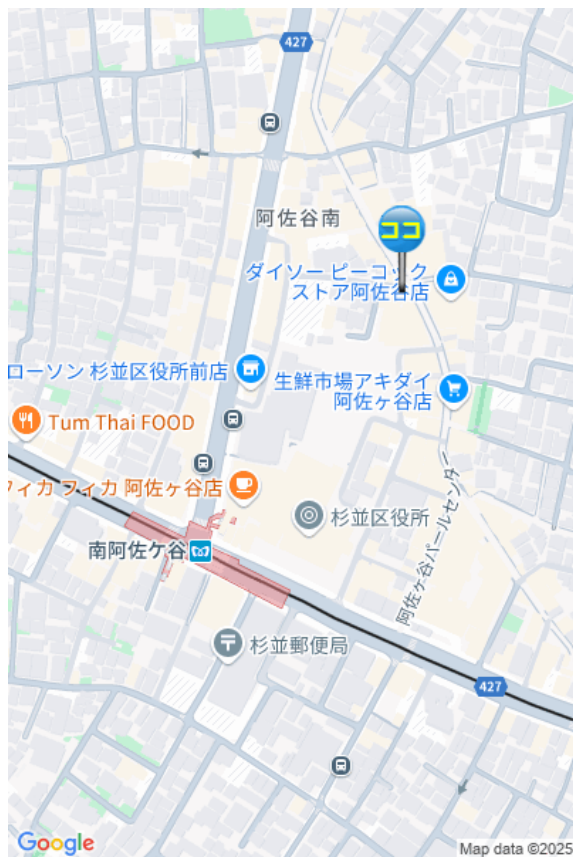 427
阿佐谷南
ココ
ダイソー ピーコック
ストア阿佐谷店
ローソン 杉並区役所前店
生鮮市場アキダイ
阿佐ヶ谷店
Tum Thai FOOD
フィカ フィカ 阿佐ヶ谷店
杉並区役所
阿佐ヶ谷パールセンター
南阿佐ケ谷
杉並郵便局
427
Google
Map data ©2025